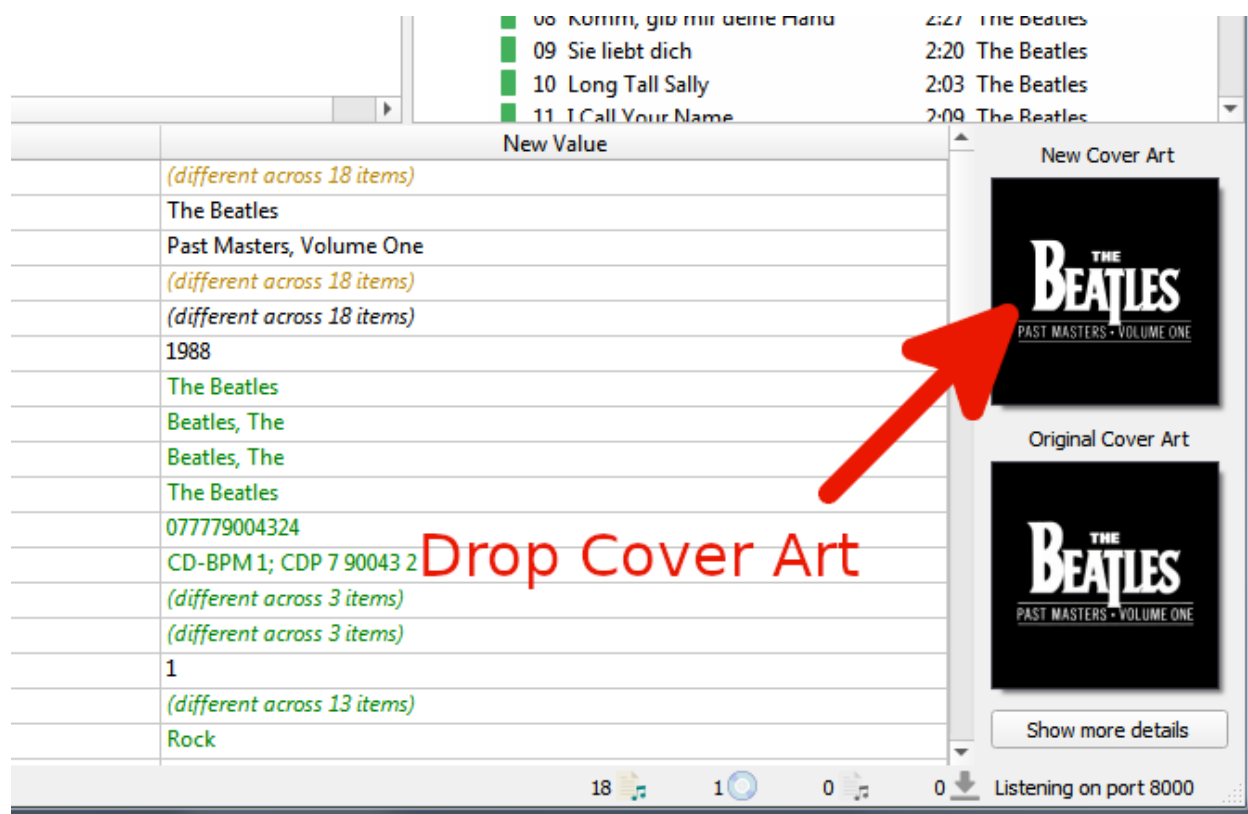 08 Komm, gib mir deine Hand 2:27 The Beatles
09 Sie liebt dich 2:20 The Beatles
10 Long Tall Sally 2:03 The Beatles
11 I Call Your Name 2:09 The Beatles
New Value
New Cover Art
(different across 18 items)
The Beatles
Past Masters, Volume One
(different across 18 items)
(different across 18 items)
1988
The Beatles
Beatles, The
Beatles, The
The Beatles
077779004324
CD-BPM 1; CDP 7 90043 2
(different across 3 items)
(different across 3 items)
1
(different across 13 items)
Rock
THE
BEATLES
PAST MASTERS • VOLUME ONE
Drop Cover Art
Original Cover Art
THE
BEATLES
PAST MASTERS • VOLUME ONE
Show more details
18 1 0 0 Listening on port 8000